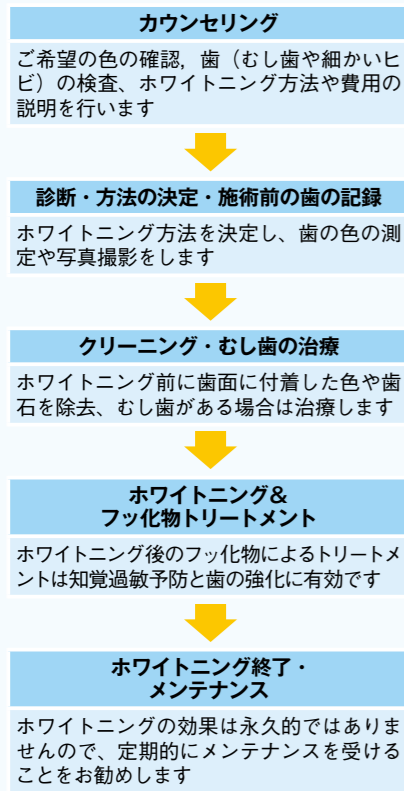 カウンセリング
ご希望の色の確認，歯（むし歯や細かいヒ
ビ）の検査、ホワイトニング方法や費用の
説明を行います
診断・方法の決定・施術前の歯の記録
ホワイトニング方法を決定し、歯の色の測
定や写真撮影をします
クリーニング・むし歯の治療
ホワイトニング前に歯面に付着した色や歯
石を除去、むし歯がある場合は治療します
ホワイトニング＆
フッ化物トリートメント
ホワイトニング後のフッ化物によるトリートメ
ントは知覚過敏予防と歯の強化に有効です
ホワイトニング終了・
メンテナンス
ホワイトニングの効果は永久的ではありま
せんので、定期的にメンテナンスを受ける
ことをお勧めします